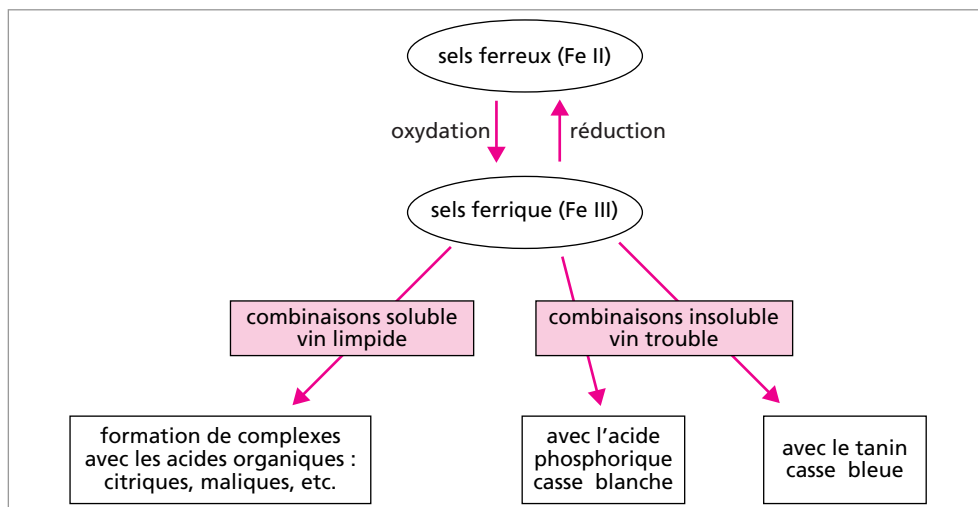 sels ferreux (Fe II)
oxydation
réduction
sels ferrique (Fe III)
combinaisons soluble
vin limpide
combinaisons insoluble
vin trouble
formation de complexes
avec les acides organiques :
citriques, maliques, etc.
avec l'acide
phosphorique
casse blanche
avec le tanin
casse bleue